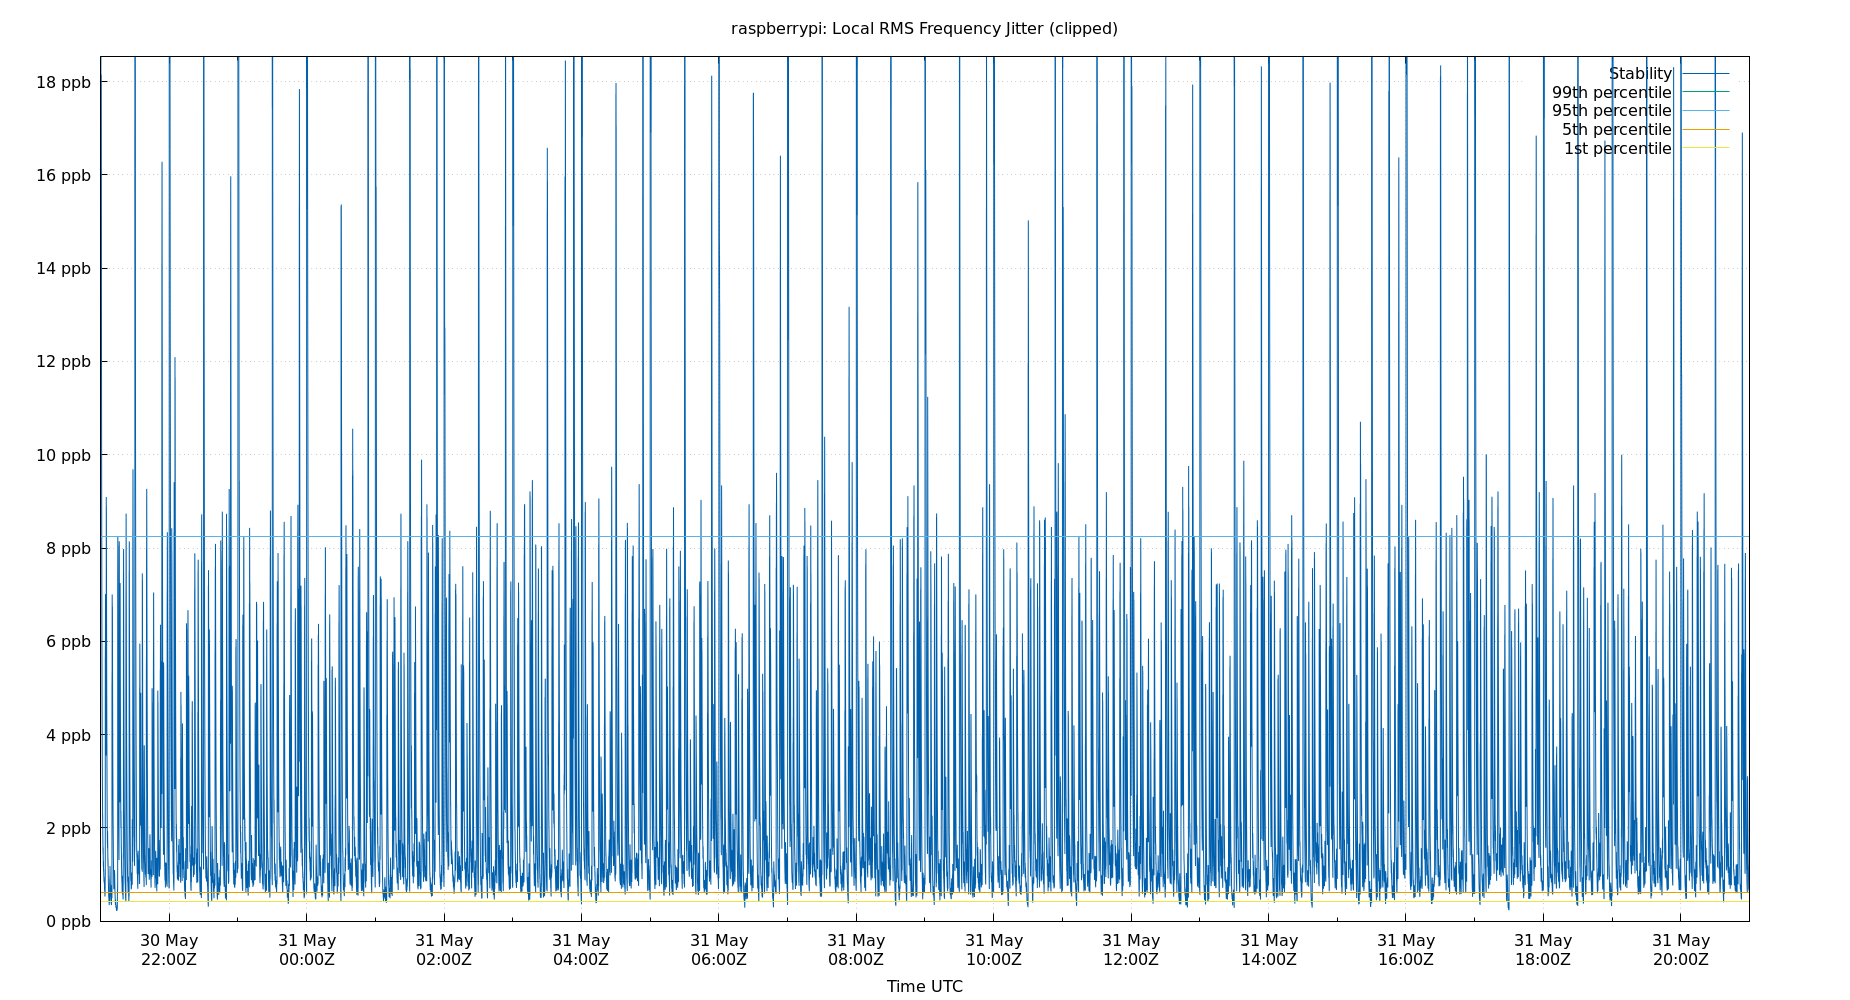 raspberrypi: Local RMS Frequency Jitter (clipped)
18 ppb
16 ppb
14 ppb
12 ppb
10 ppb
8 ppb
6 ppb
4 ppb
2 ppb
0 ppb
Stability
99th percentile
95th percentile
5th percentile
1st percentile
30 May 31 May 31 May 31 May 31 May 31 May 31 May 31 May 31 May 31 May 31 May 31 May
22:00Z 00:00Z 02:00Z 04:00Z 06:00Z 08:00Z 10:00Z 12:00Z 14:00Z 16:00Z 18:00Z 20:00Z
Time UTC